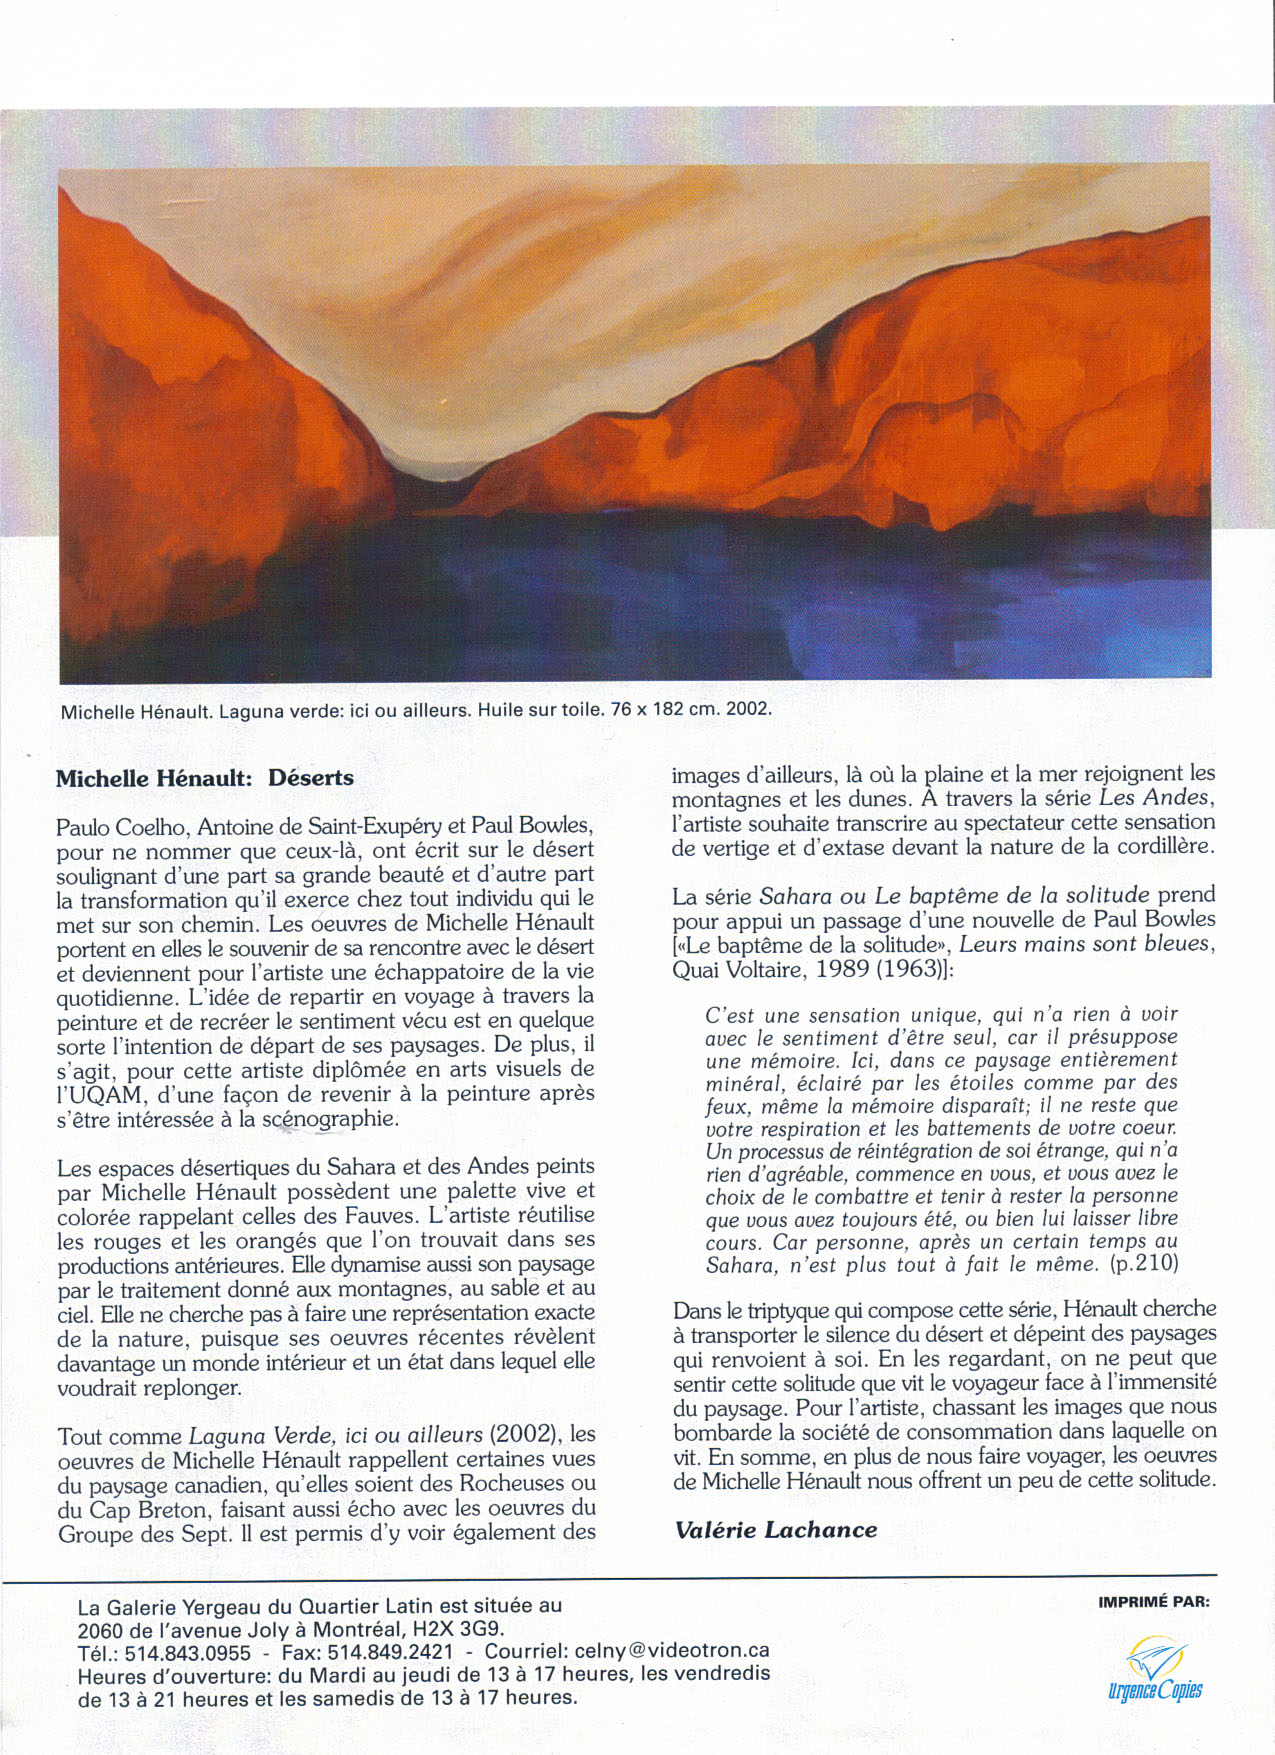 Michelle Hénault. Laguna verde: ici ou ailleurs. Huile sur toile. 76 x 182 cm. 2002.
Michelle Hénault: Déserts
Paulo Coelho, Antoine de Saint-Exupéry et Paul Bowles,
pour ne nommer que ceux-là, ont écrit sur le désert
soulignant d'une part sa grande beauté et d'autre part
la transformation qu'il exerce chez tout individu qui le
met sur son chemin. Les oeuvres de Michelle Hénault
portent en elles le souvenir de sa rencontre avec le désert
et deviennent pour l'artiste une échappatoire de la vie
quotidienne. L'idée de repartir en voyage à travers la
peinture et de recréer le sentiment vécu est en quelque
sorte l'intention de départ de ses paysages. De plus, il
s'agit, pour cette artiste diplômée en arts visuels de
l'UQAM, d'une façon de revenir à la peinture après
s'être intéressée à la scénographie.
Les espaces désertiques du Sahara et des Andes peints
par Michelle Hénault possèdent une palette vive et
colorée rappelant celles des Fauves. L'artiste réutilise
les rouges et les orangés que l'on trouvait dans ses
productions antérieures. Elle dynamise aussi son paysage
par le traitement donné aux montagnes, au sable et au
ciel. Elle ne cherche pas à faire une représentation exacte
de la nature, puisque ses oeuvres récentes révèlent
davantage un monde intérieur et un état dans lequel elle
voudrait replonger.
Tout comme Laguna Verde, ici ou ailleurs (2002), les
oeuvres de Michelle Hénault rappellent certaines vues
du paysage canadien, qu'elles soient des Rocheuses ou
du Cap Breton, faisant aussi écho avec les oeuvres du
Groupe des Sept. Il est permis d'y voir également des
images d'ailleurs, là où la plaine et la mer rejoignent les
montagnes et les dunes. À travers la série Les Andes,
l'artiste souhaite transcrire au spectateur cette sensation
de vertige et d'extase devant la nature de la cordillère.
La série Sahara ou Le baptême de la solitude prend
pour appui un passage d'une nouvelle de Paul Bowles
[«Le baptême de la solitude», Leurs mains sont bleues,
Quai Voltaire, 1989 (1963)]:
C'est une sensation unique, qui n'a rien à voir
avec le sentiment d'être seul, car il présuppose
une mémoire. Ici, dans ce paysage entièrement
minéral, éclairé par les étoiles comme par des
feux, même la mémoire disparaît; il ne reste que
votre respiration et les battements de votre coeur.
Un processus de réintégration de soi étrange, qui n'a
rien d'agréable, commence en vous, et vous avez le
choix de le combattre et tenir à rester la personne
que vous avez toujours été, ou bien lui laisser libre
cours. Car personne, après un certain temps au
Sahara, n'est plus tout à fait le même. (p.210)
Dans le triptyque qui compose cette série, Hénault cherche
à transporter le silence du désert et dépeint des paysages
qui renvoient à soi. En les regardant, on ne peut que
sentir cette solitude que vit le voyageur face à l'immensité
du paysage. Pour l'artiste, chassant les images que nous
bombarde la société de consommation dans laquelle on
vit. En somme, en plus de nous faire voyager, les oeuvres
de Michelle Hénault nous offrent un peu de cette solitude.
Valérie Lachance
La Galerie Yergeau du Quartier Latin est située au
2060 de l'avenue Joly à Montréal, H2X 3G9.
Tél.: 514.843.0955 - Fax: 514.849.2421 - Courriel: celny@videotron.ca
Heures d'ouverture: du Mardi au jeudi de 13 à 17 heures, les vendredis
de 13 à 21 heures et les samedis de 13 à 17 heures.
IMPRIMÉ PAR:
Urgence Copies